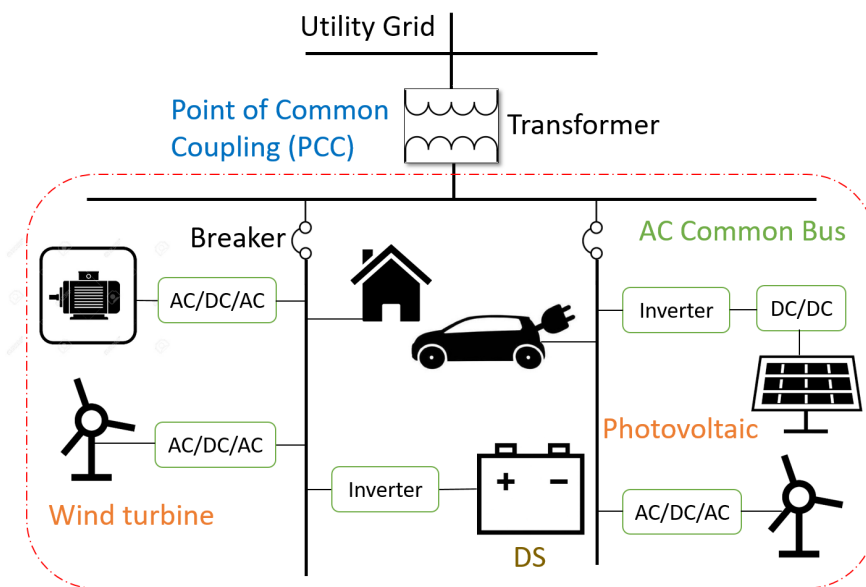 Utility Grid
Point of Common
Coupling (PCC)
Transformer
Breaker
AC Common Bus
AC/DC/AC
Inverter
DC/DC
AC/DC/AC
Photovoltaic
Wind turbine
Inverter
+ −
AC/DC/AC
DS